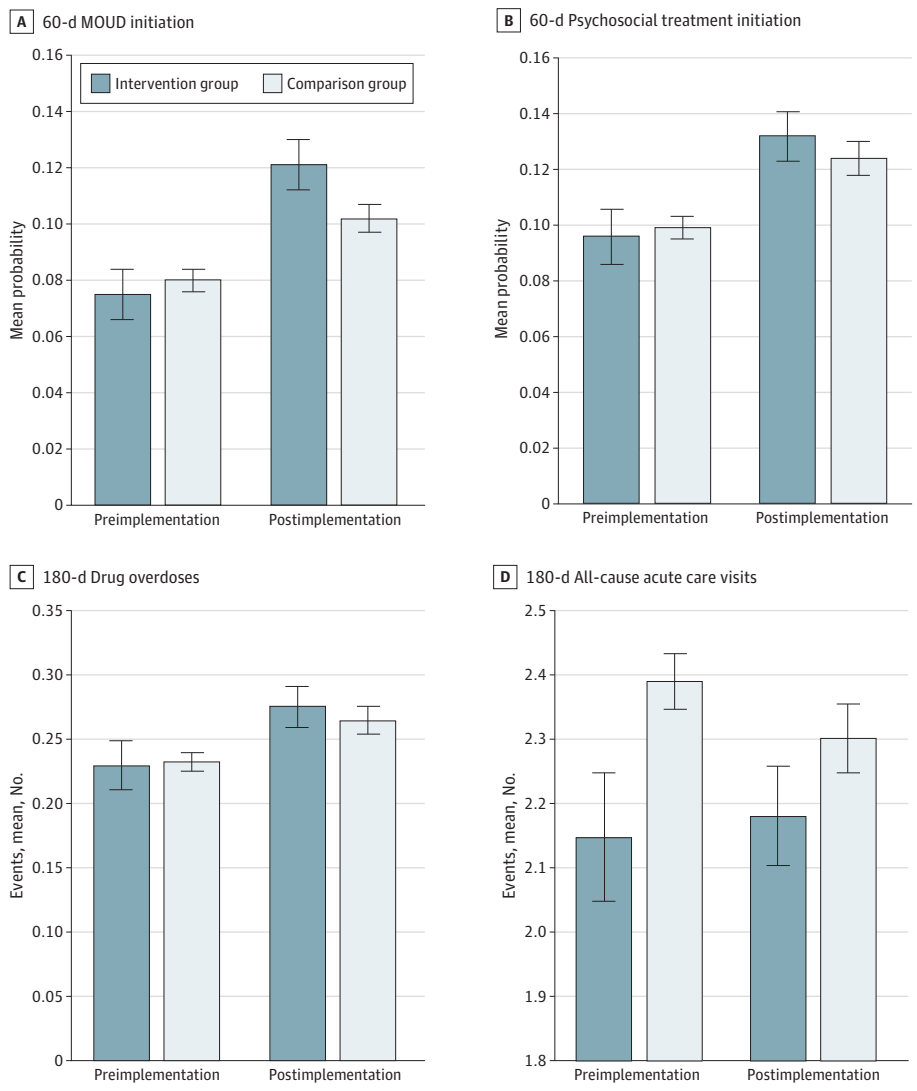 A 60-d MOUD initiation
0.16
0.14
0.12
0.10
0.08
0.06
0.04
0.02
0
Mean probability
Intervention group Comparison group
Preimplementation Postimplementation
B 60-d Psychosocial treatment initiation
0.16
0.14
0.12
0.10
0.08
0.06
0.04
0.02
0
Mean probability
Preimplementation Postimplementation
C 180-d Drug overdoses
0.35
0.30
0.25
0.20
0.15
0.10
0.05
0
Events, mean, No.
Preimplementation Postimplementation
D 180-d All-cause acute care visits
2.5
2.4
2.3
2.2
2.1
2.0
1.9
1.8
Events, mean, No.
Preimplementation Postimplementation